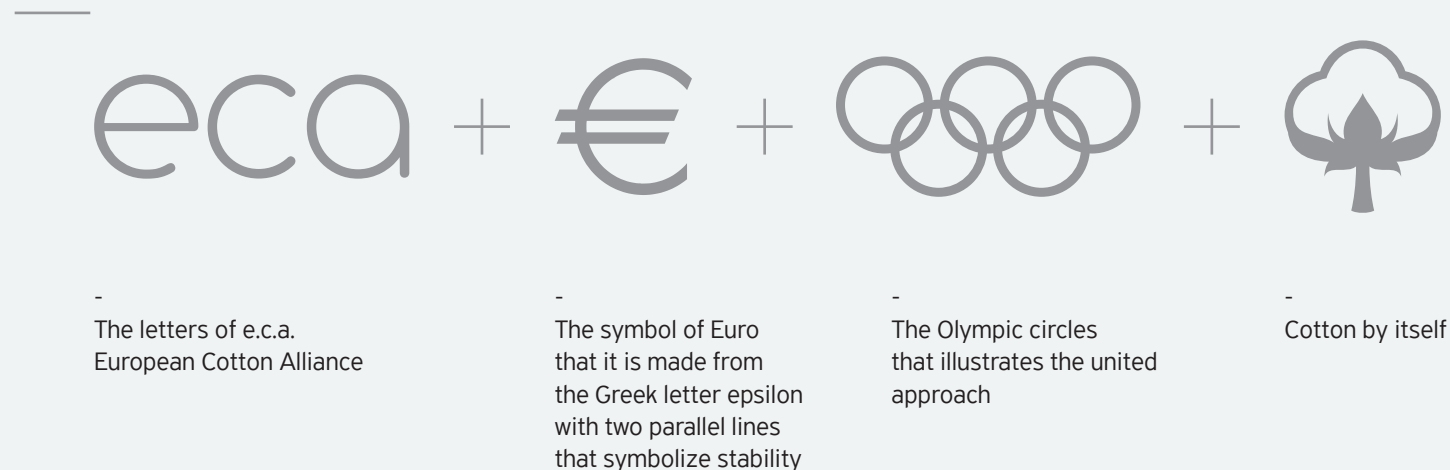 eca + € + +
-
The letters of e.c.a.
European Cotton Alliance
-
The symbol of Euro
that it is made from
the Greek letter epsilon
with two parallel lines
that symbolize stability
-
The Olympic circles
that illustrates the united
approach
-
Cotton by itself